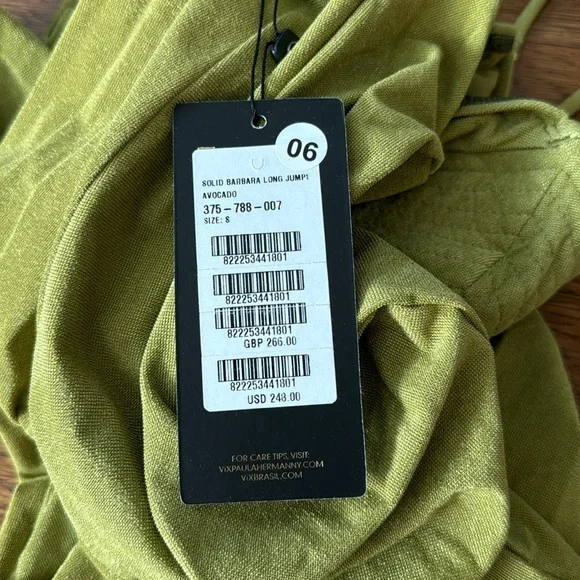 06
SOLID BARBARA LONG JUMPI
AVOCADO
375-788-007
SIZE: S
822253441801
822253441801
822253441801
GBP 266.00
822253441801
USD 248.00
FOR CARE TIPS, VISIT:
ViXPAULAHERMANNY.COM
ViXBRASIL.COM